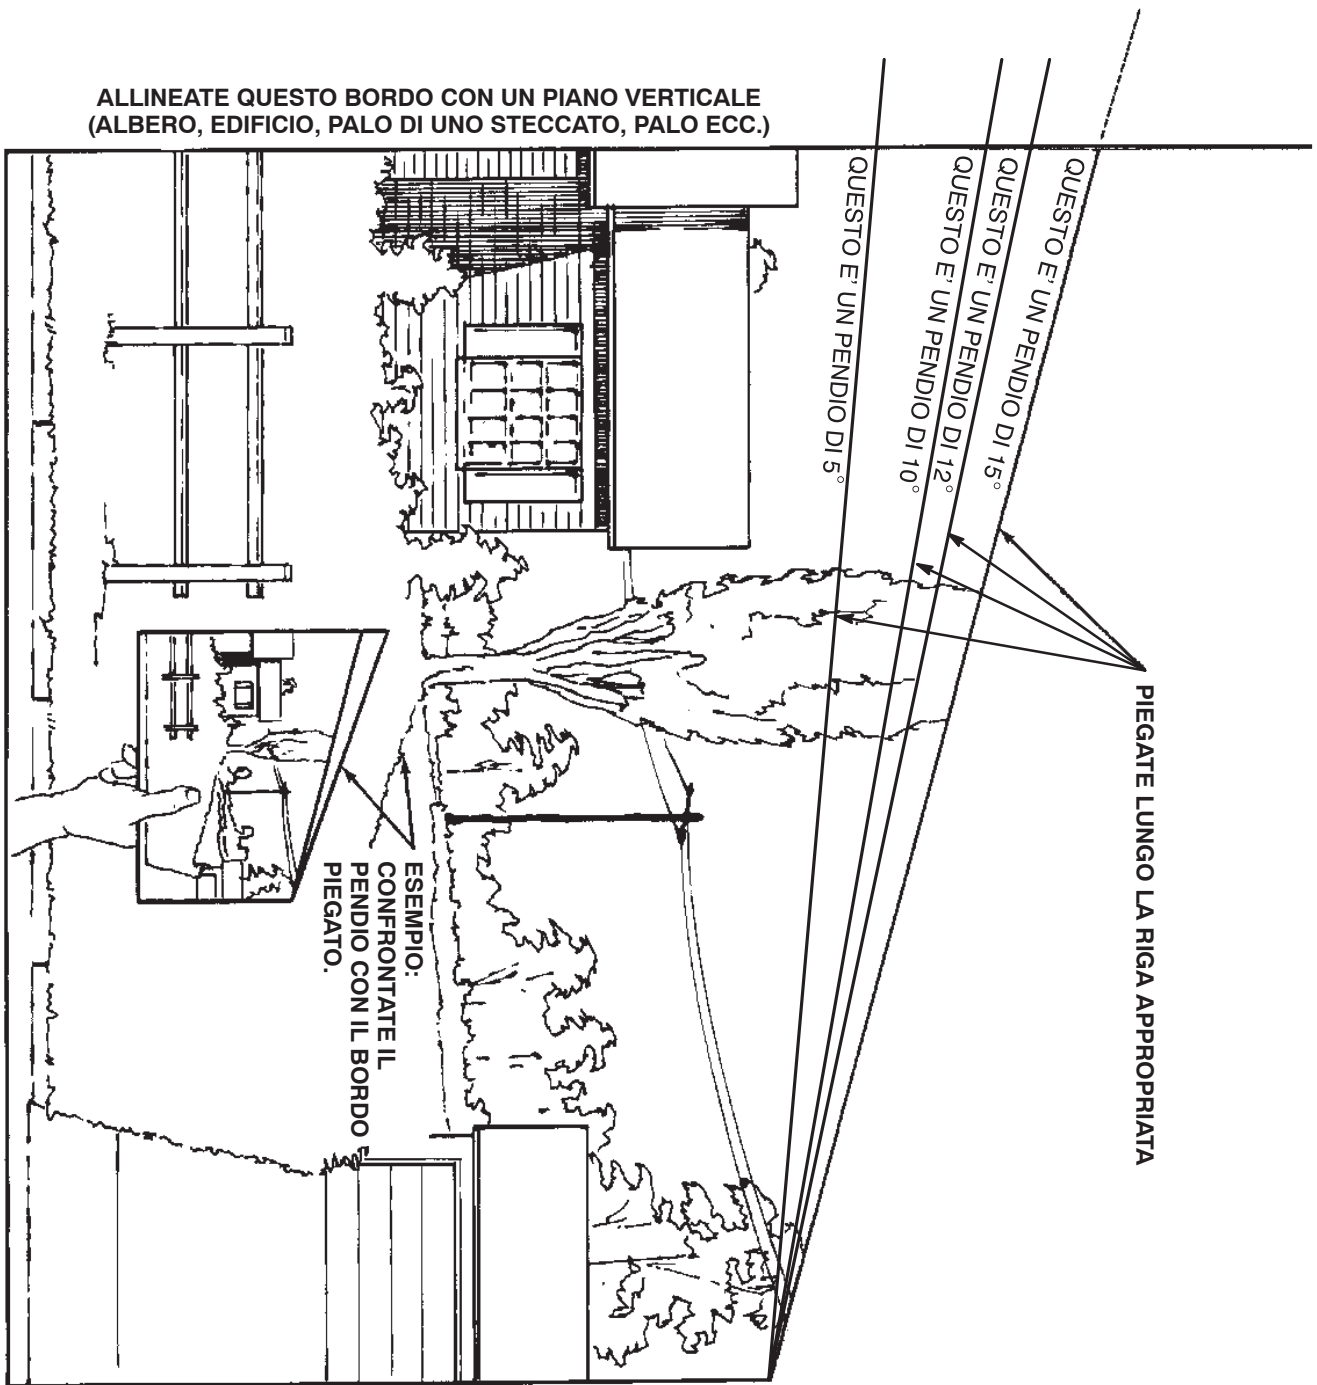 ALLINEATE QUESTO BORDO CON UN PIANO VERTICALE
(ALBERO, EDIFICIO, PALO DI UNO STECCATO, PALO ECC.)
QUESTO E' UN PENDIO DI 15°
QUESTO E' UN PENDIO DI 12°
QUESTO E' UN PENDIO DI 10°
QUESTO E' UN PENDIO DI 5°
PIEGATE LUNGO LA RIGA APPROPRIATA
ESEMPIO:
CONFRONTATE IL
PENDIO CON IL BORDO
PIEGATO.